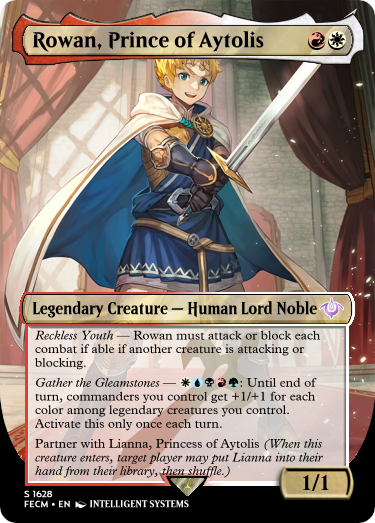 Rowan, Prince of Aytolis
Legendary Creature — Human Lord Noble
Reckless Youth — Rowan must attack or block each
combat if able if another creature is attacking or
blocking.
Gather the Gleamstones — : Until end of
turn, commanders you control get +1/+1 for each
color among legendary creatures you control.
Activate this only once each turn.
Partner with Lianna, Princess of Aytolis (When this
creature enters, target player may put Lianna into their
hand from their library, then shuffle.)
1/1
S 1628
FECM • EN INTELLIGENT SYSTEMS